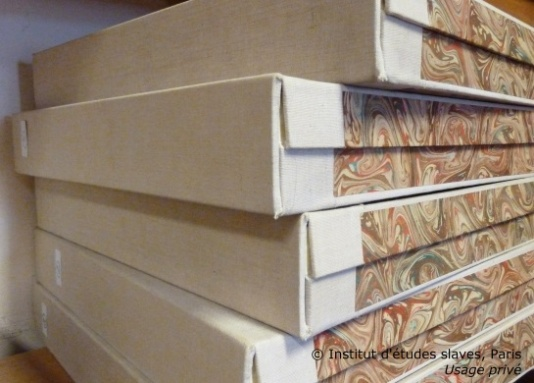 © Institut d'études slaves, Paris
Usage privé